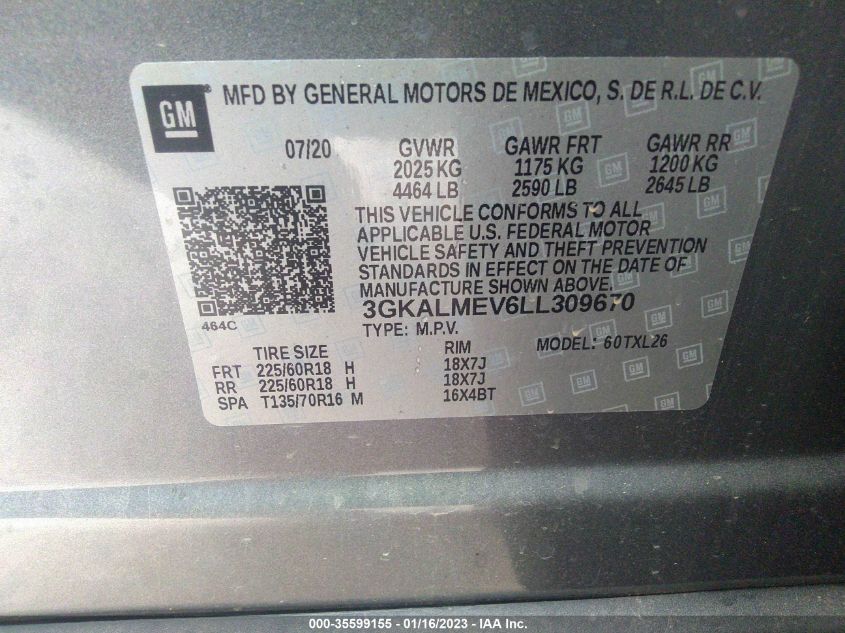 GM
MFD BY GENERAL MOTORS DE MEXICO, S. DE R.L. DE C.V.
07/20 GVWR GAWR FRT GAWR RR
2025 KG 1175 KG 1200 KG
4464 LB 2590 LB 2645 LB
THIS VEHICLE CONFORMS TO ALL
APPLICABLE U.S. FEDERAL MOTOR
VEHICLE SAFETY AND THEFT PREVENTION
STANDARDS IN EFFECT ON THE DATE OF
MANUFACTURE SHOWN ABOVE.
464C
3GKALMEV6LL309670
TYPE: M.P.V. MODEL: 60TXL26
TIRE SIZE RIM
FRT 225/60R18 H 18X7J
RR 225/60R18 H 18X7J
SPA T135/70R16 M 16X4BT
000-35599155 - 01/16/2023 - IAA Inc.